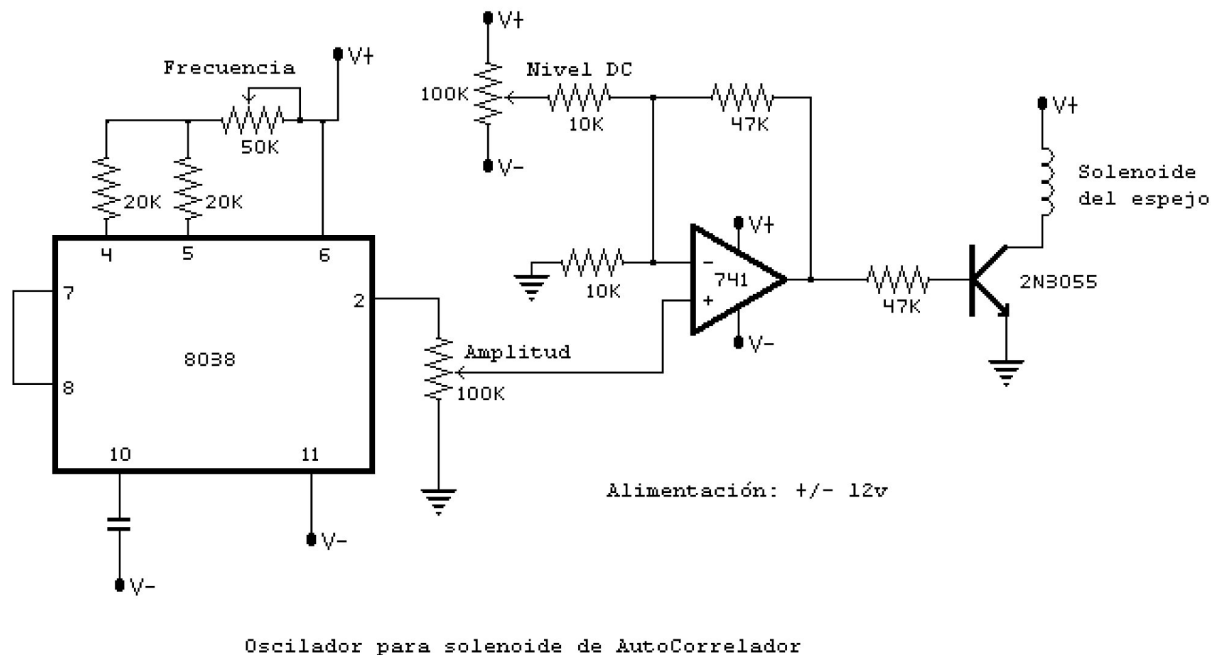 V+
V+
Frecuencia
Nivel DC
100K
V+
50K
10K
47K
V-
Solenoide
del espejo
20K
20K
4
5
6
V+
7
2
10K
-
741
+
47K
2N3055
V-
8038
Amplitud
8
100K
10
11
Alimentación: +/- 12v
V-
V-
Oscilador para solenoide de AutoCorrelador